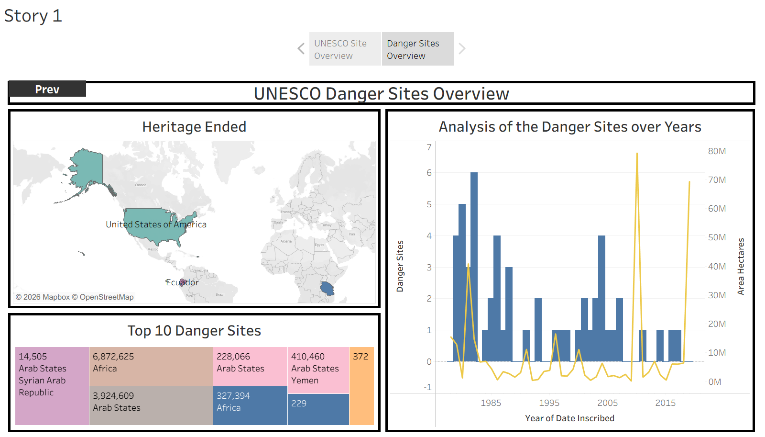 Story 1
UNESCO Site
Overview
Danger Sites
Overview
Prev
UNESCO Danger Sites Overview
Heritage Ended
United States of America
Ecuador
© 2026 Mapbox © OpenStreetMap
Top 10 Danger Sites
14,505
Arab States
Syrian Arab
Republic
6,872,625
Africa
3,924,609
Arab States
228,066
Arab States
327,394
Africa
410,460
Arab States
Yemen
229
372
Analysis of the Danger Sites over Years
Danger Sites
7
6
5
4
3
2
1
0
-1
80M
70M
60M
50M
40M
30M
20M
10M
0M
Area Hectares
1985
1995
2005
2015
Year of Date Inscribed